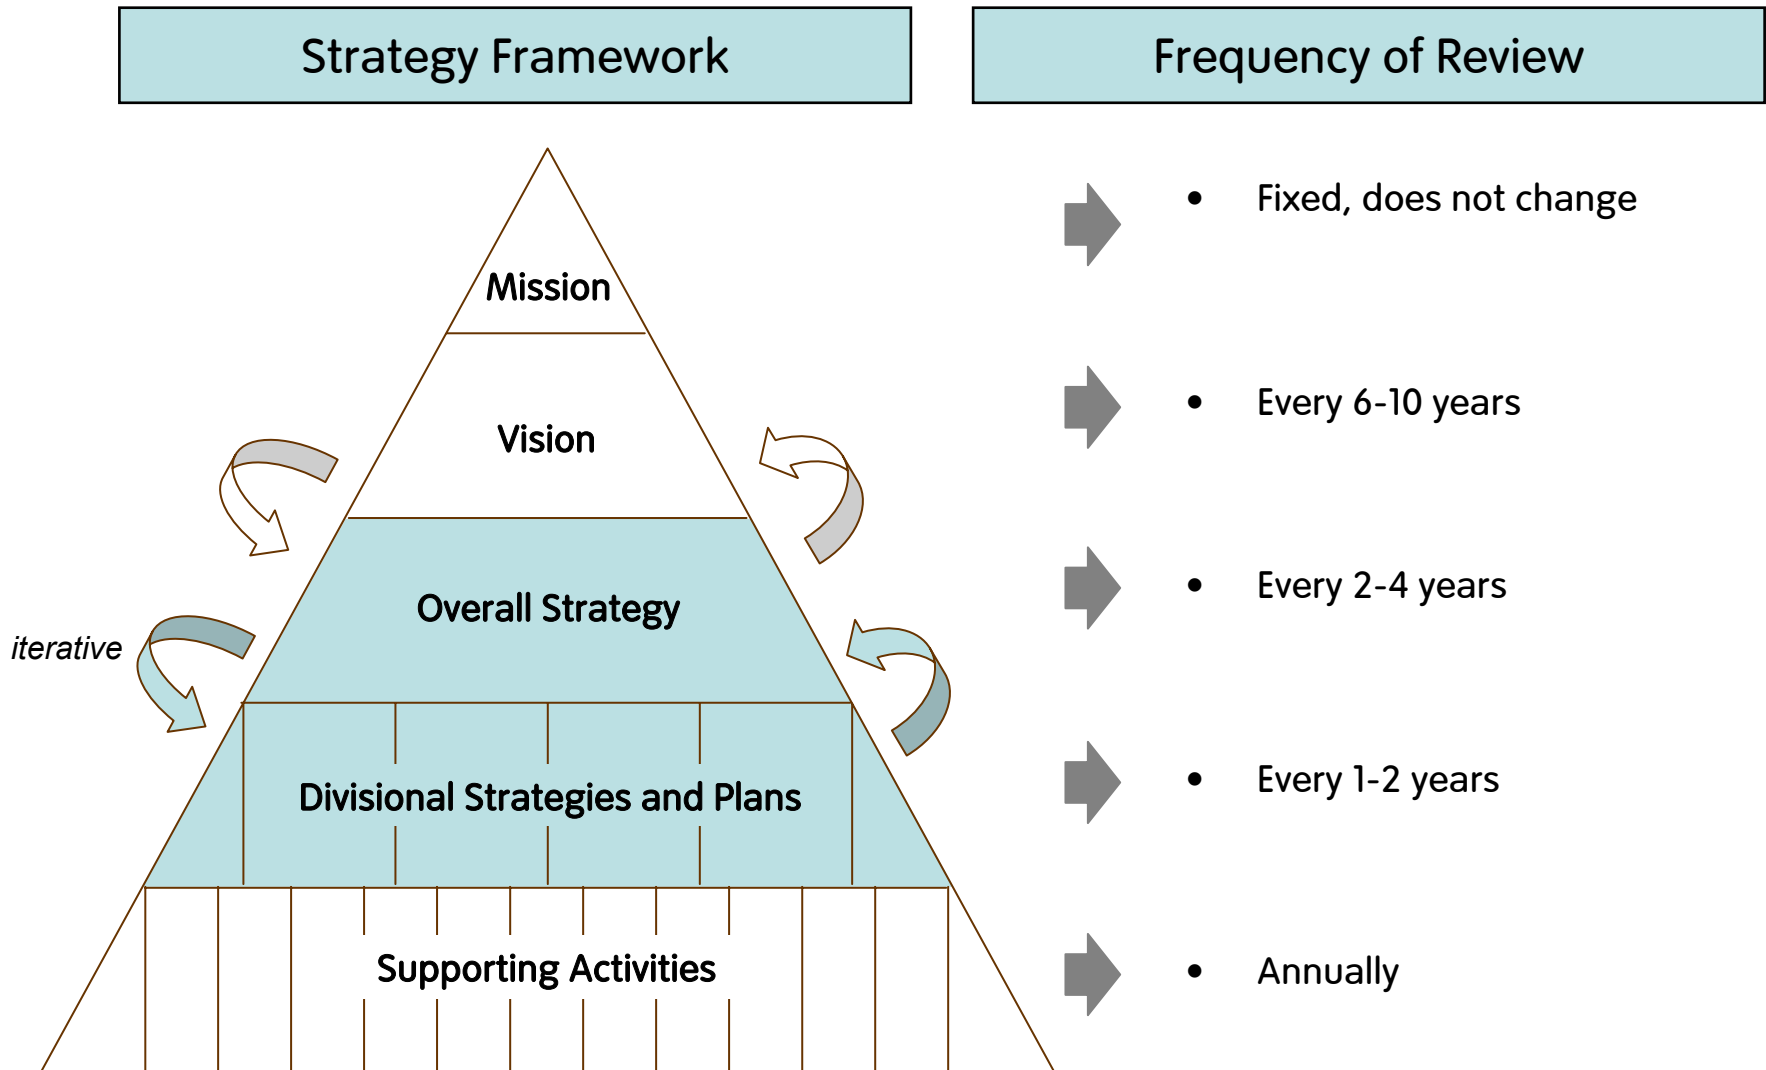 Strategy Framework
Frequency of Review
Mission
• Fixed, does not change
Vision
• Every 6-10 years
Overall Strategy
• Every 2-4 years
iterative
Divisional Strategies and Plans
• Every 1-2 years
Supporting Activities
• Annually